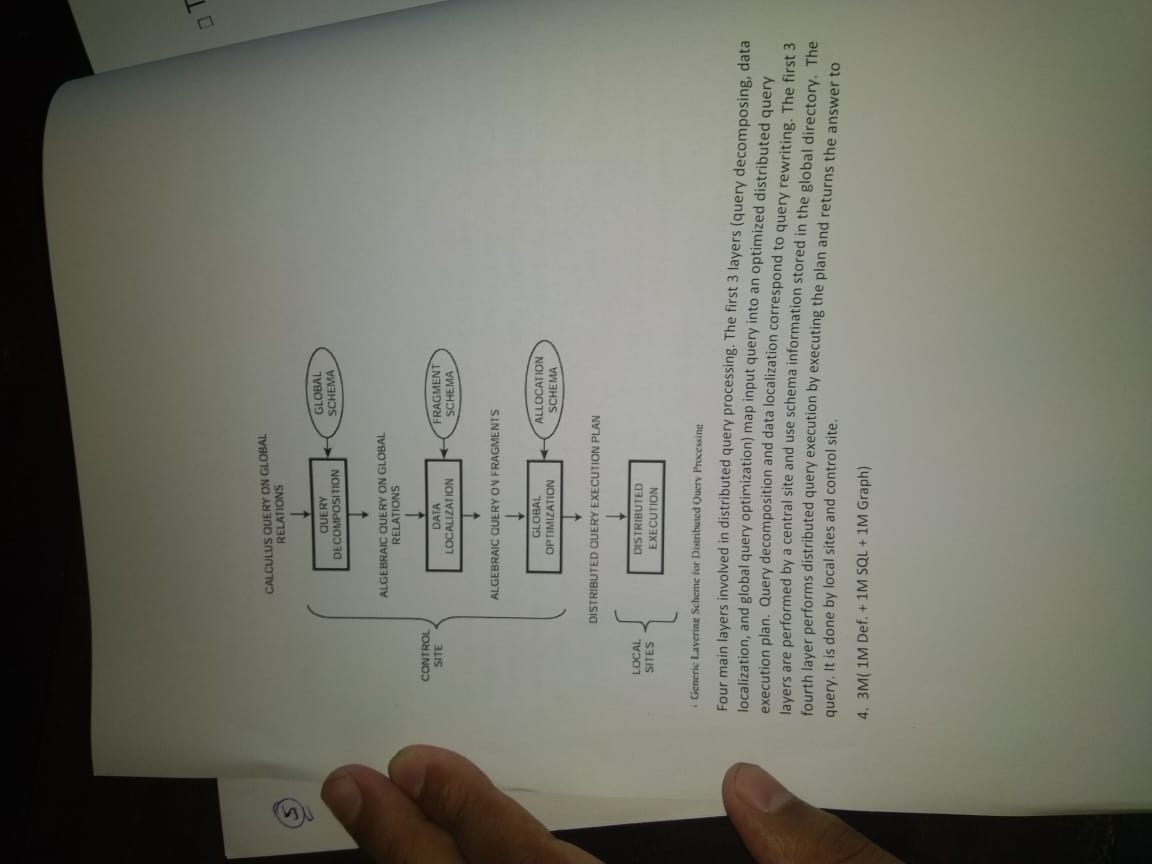 CALCULUS QUERY ON GLOBAL
RELATIONS
QUERY
DECOMPOSITION
GLOBAL
SCHEMA
ALGEBRAIC QUERY ON GLOBAL
RELATIONS
CONTROL
SITE
DATA
LOCALIZATION
FRAGMENT
SCHEMA
ALGEBRAIC QUERY ON FRAGMENTS
GLOBAL
OPTIMIZATION
ALLOCATION
SCHEMA
DISTRIBUTED QUERY EXECUTION PLAN
LOCAL
SITES
DISTRIBUTED
EXECUTION
Generic Layering Scheme for Distributed Query Processing
Four main layers involved in distributed query processing. The first 3 layers (query decomposing, data
localization, and global query optimization) map input query into an optimized distributed query
execution plan. Query decomposition and data localization correspond to query rewriting. The first 3
layers are performed by a central site and use schema information stored in the global directory. The
fourth layer performs distributed query execution by executing the plan and returns the answer to
query. It is done by local sites and control site.
4. 3M( 1M Def. + 1M SQL + 1M Graph)